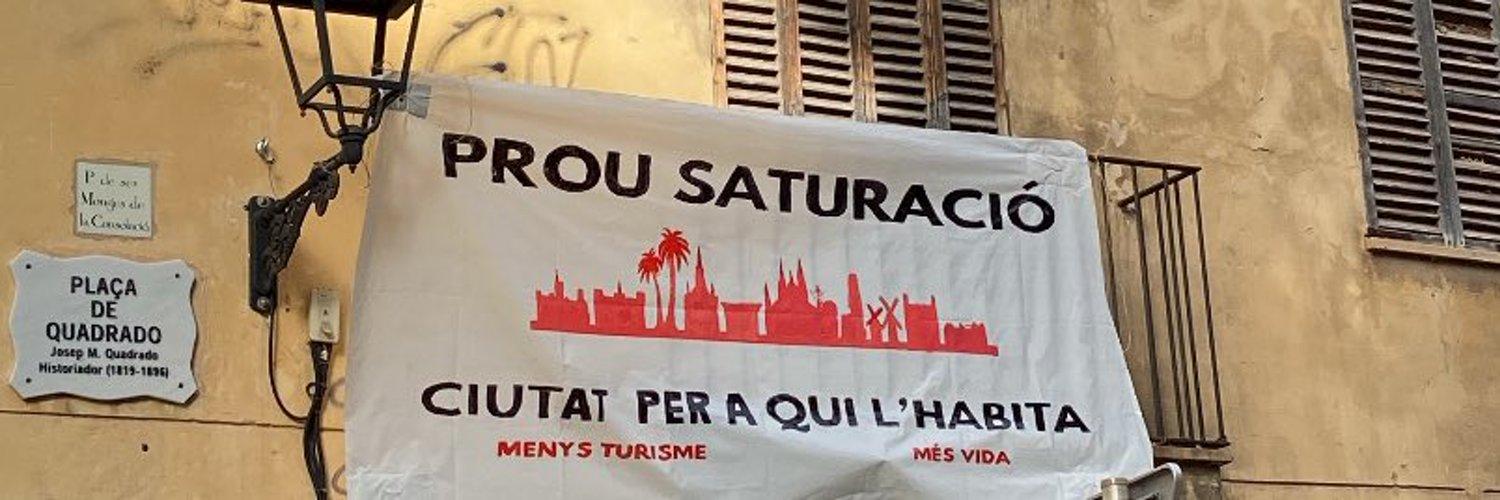 P. de ses
Monges de
la Consolació
PLAÇA
DE
QUADRADO
Josep M. Quadrado
Historiador (1819-1896)
PROU SATURACIÓ
CIUTAT PER A QUI L'HABITA
MENYS TURISME MÉS VIDA